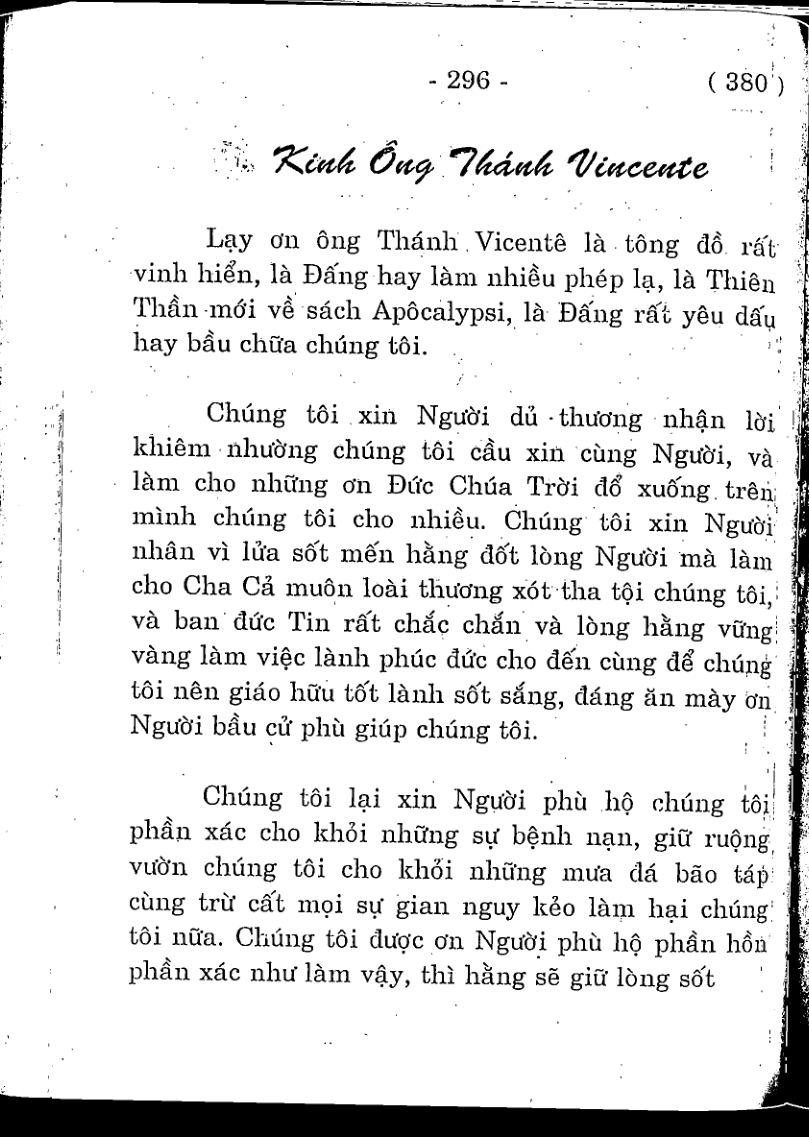 - 296 -
( 380 )
Kinh Ông Thánh Vincente
Lạy ơn ông Thánh Vicentê là tông đồ rất
vinh hiển, là Đấng hay làm nhiều phép lạ, là Thiên
Thần mới về sách Apôcalypsi, là Đấng rất yêu dấu
hay bầu chữa chúng tôi.
Chúng tôi xin Người dủ thương nhận lời
khiêm nhường chúng tôi cầu xin cùng Người, và
làm cho những ơn Đức Chúa Trời đổ xuống trên
mình chúng tôi cho nhiều. Chúng tôi xin Người
nhân vì lửa sốt mến hằng đốt lòng Người mà làm
cho Cha Cả muôn loài thương xót tha tội chúng tôi,
và ban đức Tin rất chắc chắn và lòng hằng vững
vàng làm việc lành phúc đức cho đến cùng để chúng
tôi nên giáo hữu tốt lành sốt sắng, đáng ăn mày ơn
Người bầu cử phù giúp chúng tôi.
Chúng tôi lại xin Người phù hộ chúng tôi
phần xác cho khỏi những sự bệnh nạn, giữ ruộng
vườn chúng tôi cho khỏi những mưa đá bão táp
cùng trừ cất mọi sự gian nguy kẻo làm hại chúng
tôi nữa. Chúng tôi được ơn Người phù hộ phần hồn
phần xác như làm vậy, thì hằng sẽ giữ lòng sốt